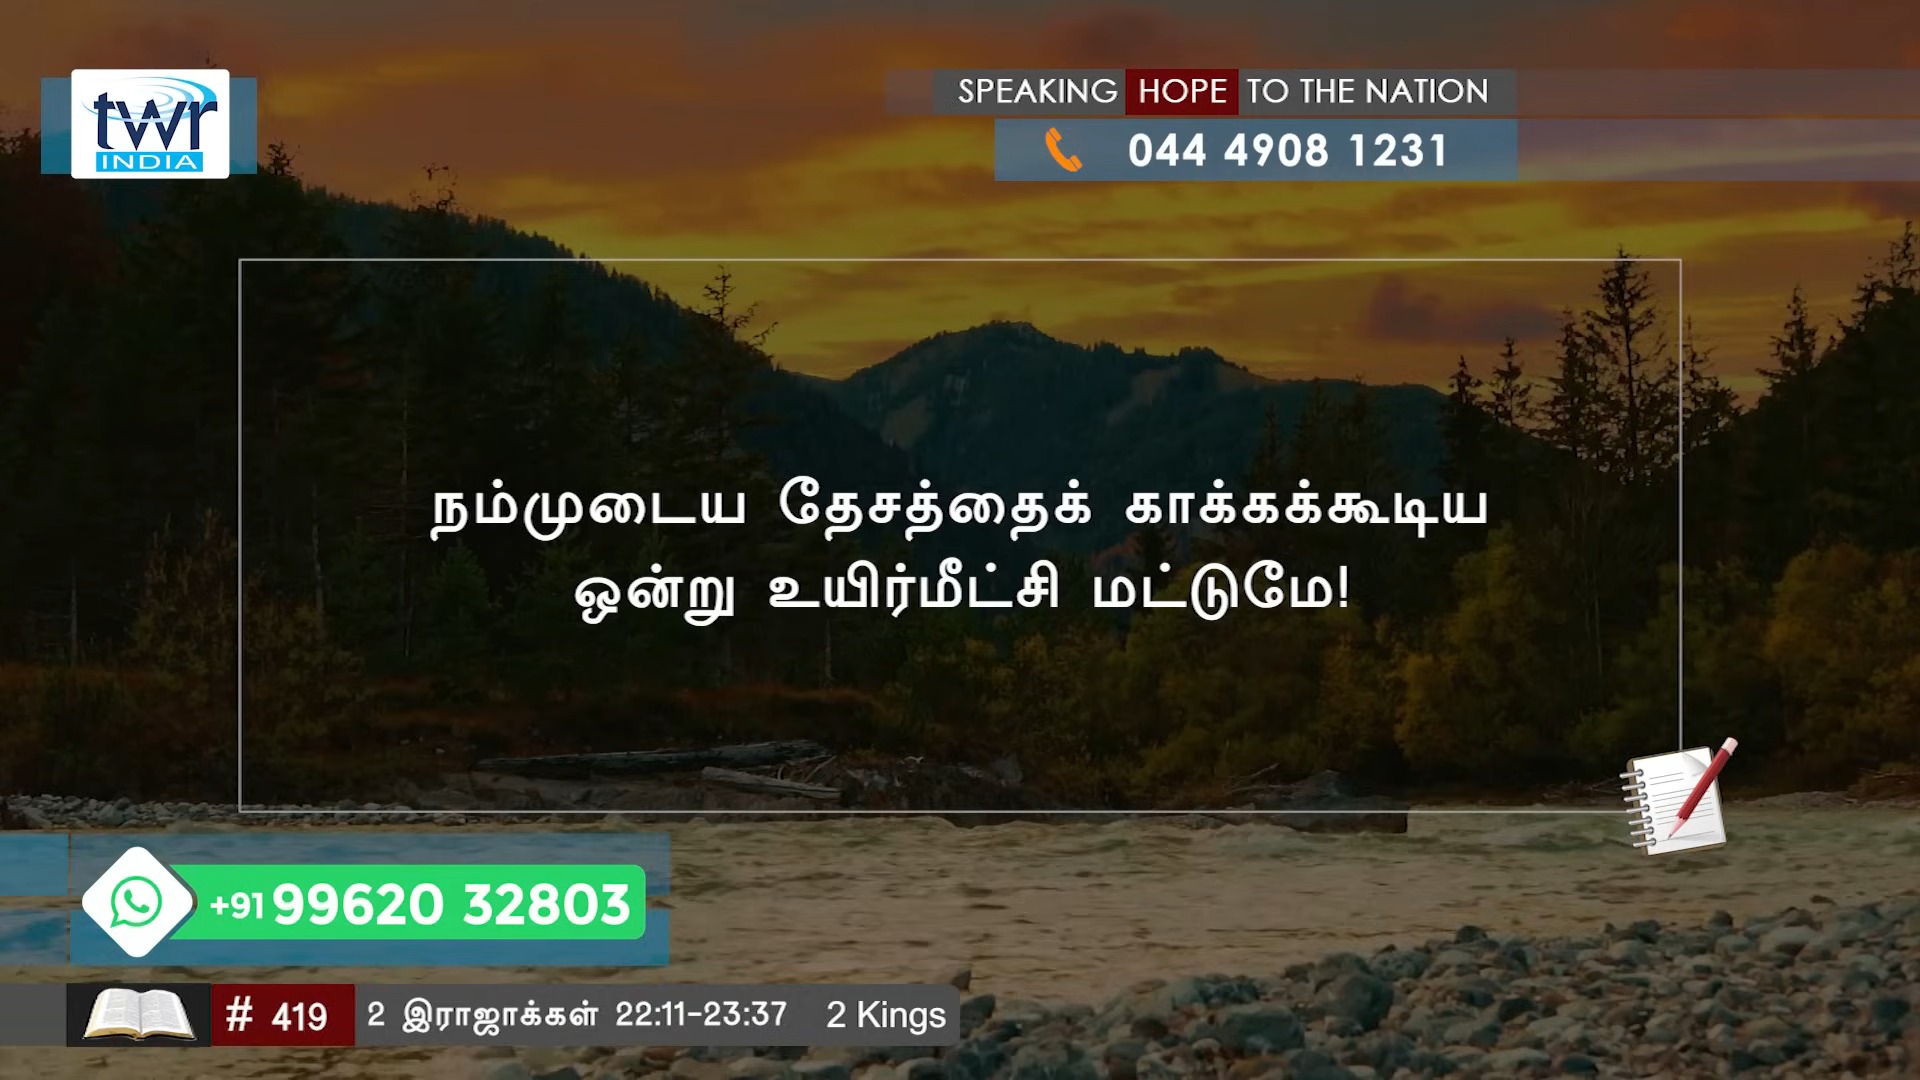 twr
INDIA
SPEAKING HOPE TO THE NATION
044 4908 1231
நம்முடைய தேசத்தைக் காக்கக்கூடிய
ஒன்று உயிர்மீட்சி மட்டுமே!
+91 99620 32803
# 419 2 இராஜாக்கள் 22:11-23:37 2 Kings